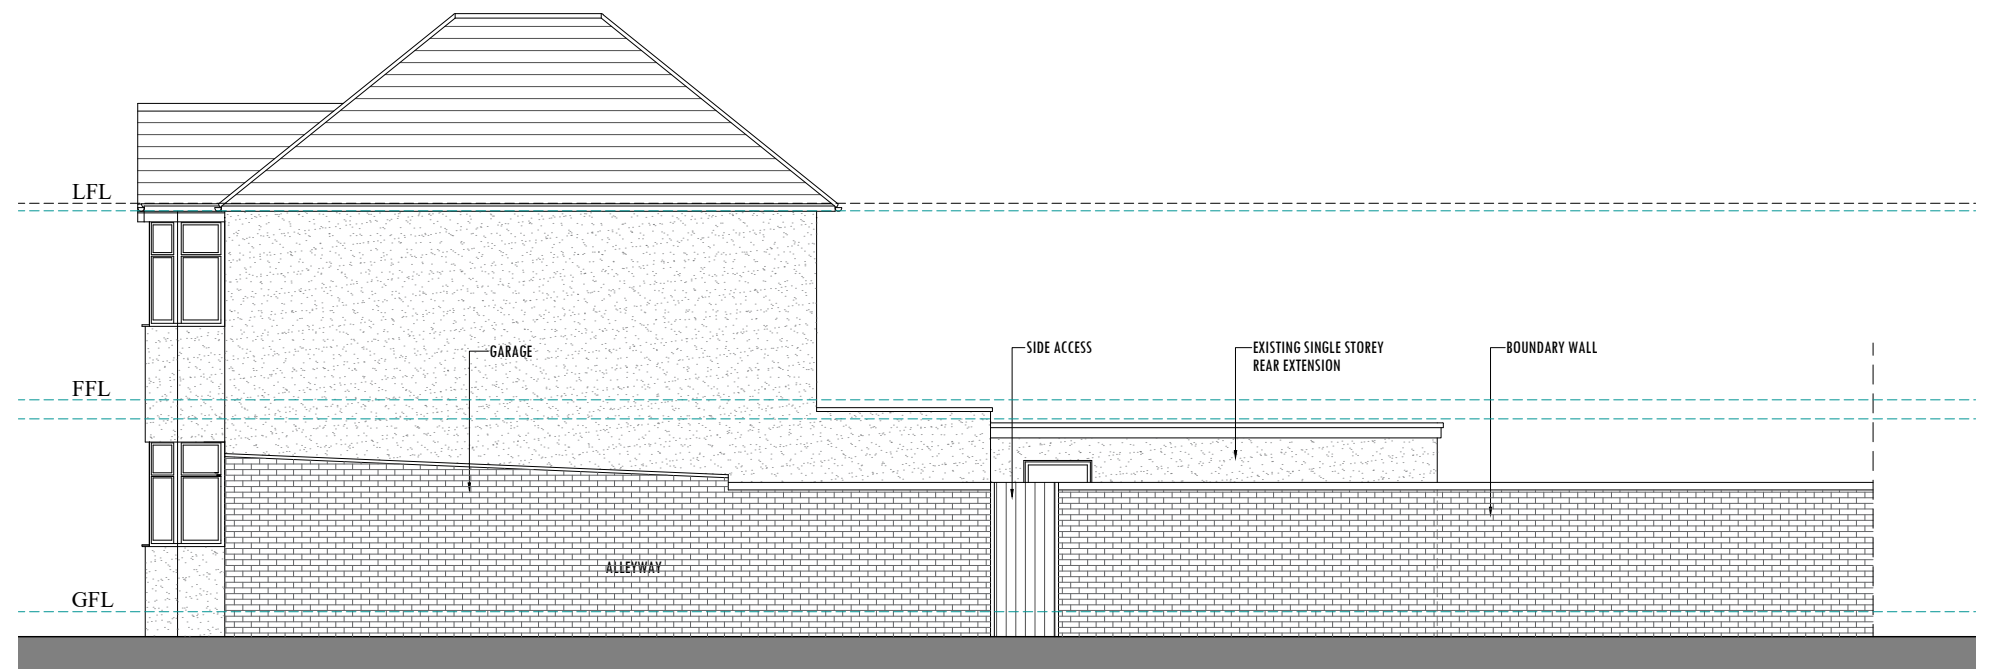 LFL
FFL
GARAGE
SIDE ACCESS
EXISTING SINGLE STOREY
REAR EXTENSION
BOUNDARY WALL
ALLEYWAY
GFL